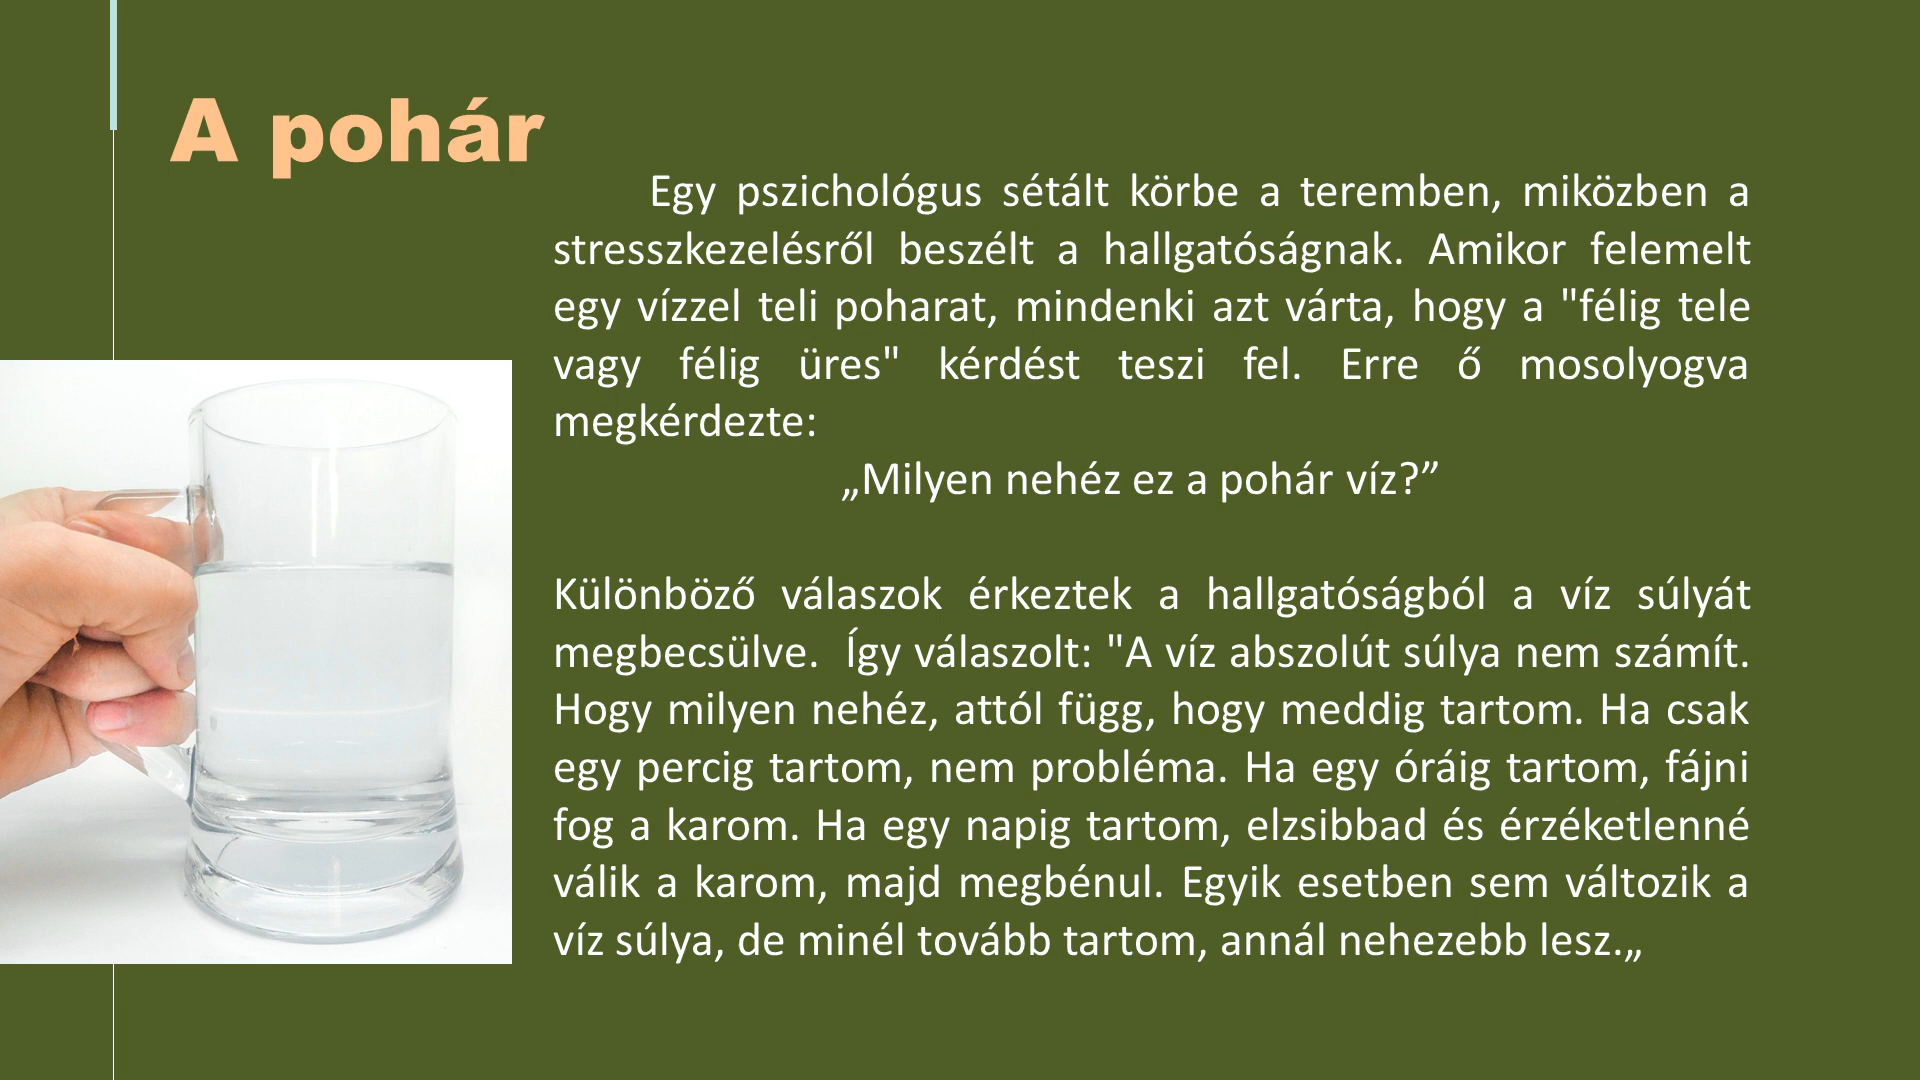 A pohár
Egy pszichológus sétált körbe a teremben, miközben a
stresszkezelésről beszélt a hallgatóságnak. Amikor felemelt
egy vízzel teli poharat, mindenki azt várta, hogy a "félig tele
vagy félig üres" kérdést teszi fel. Erre ő mosolyogva
megkérdezte:
„Milyen nehéz ez a pohár víz?”
Különböző válaszok érkeztek a hallgatóságból a víz súlyát
megbecsülve. Így válaszolt: "A víz abszolút súlya nem számít.
Hogy milyen nehéz, attól függ, hogy meddig tartom. Ha csak
egy percig tartom, nem probléma. Ha egy óráig tartom, fájni
fog a karom. Ha egy napig tartom, elzsibbad és érzéketlenné
válik a karom, majd megbénul. Egyik esetben sem változik a
víz súlya, de minél tovább tartom, annál nehezebb lesz.„